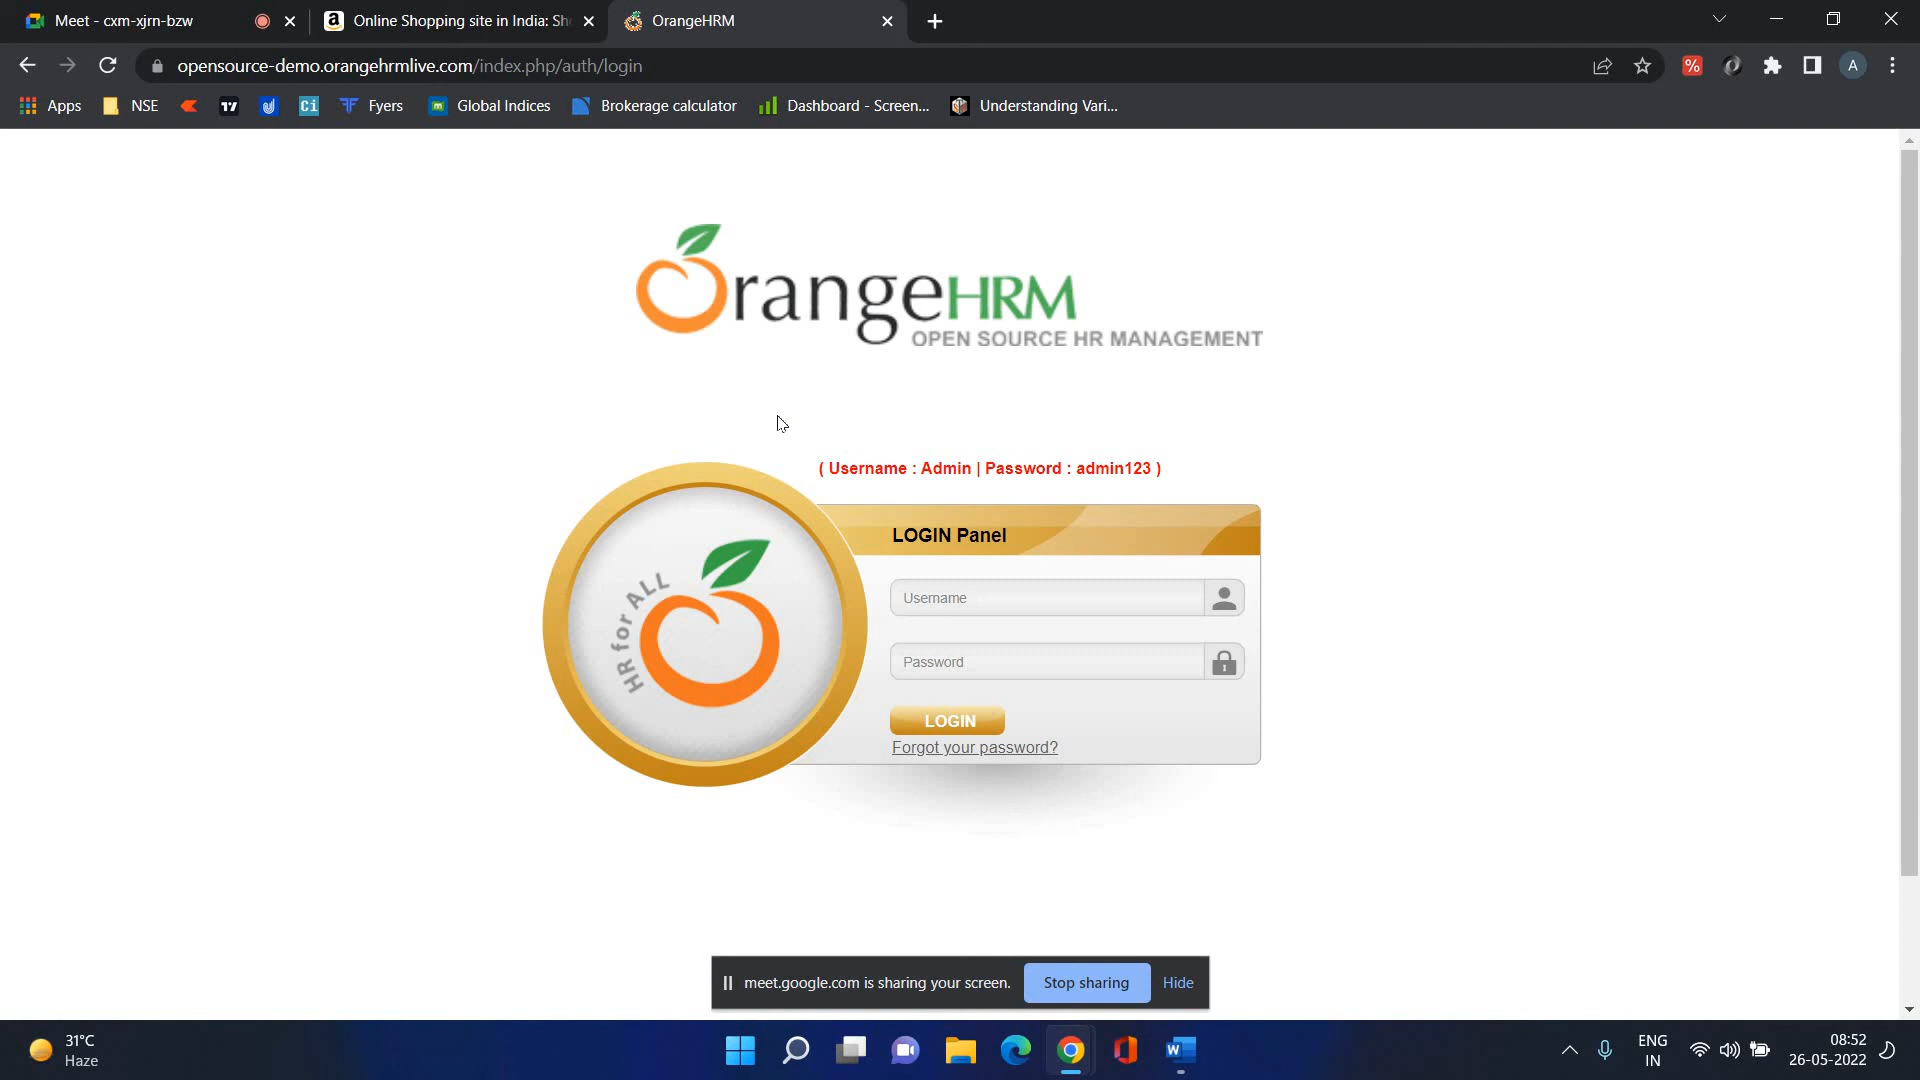 Meet - cxm-xjrn-bzw
Online Shopping site in India: Sh
OrangeHRM
opensource-demo.orangehrmlive.com/index.php/auth/login
A
Apps
NSE
Ci
Fyers
Global Indices
Brokerage calculator
Dashboard - Screen...
Understanding Vari...
OrangeHRM
OPEN SOURCE HR MANAGEMENT
( Username : Admin | Password : admin123 )
LOGIN Panel
HR for ALL
Username
Password
LOGIN
Forgot your password?
meet.google.com is sharing your screen.
Stop sharing
Hide
31°C
Haze
ENG
IN
08:52
26-05-2022